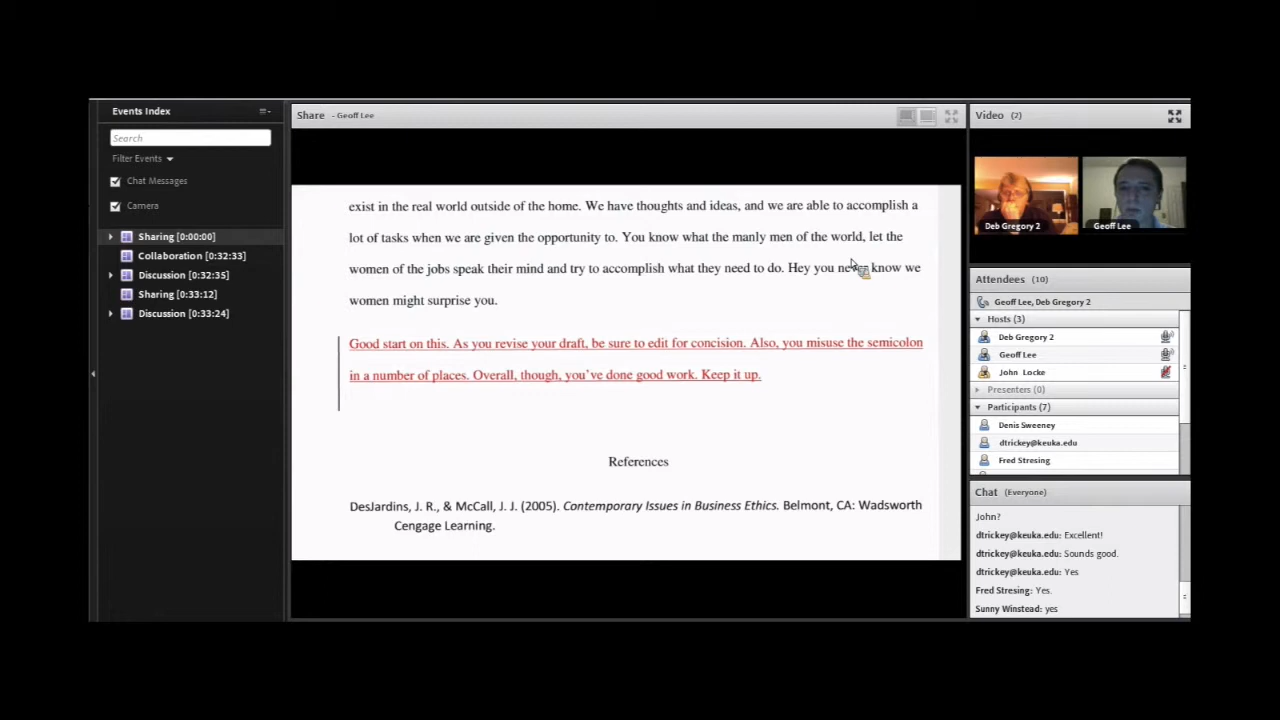 Events Index
Search
Filter Events
Chat Messages
Camera
Sharing [0:00:00]
Collaboration [0:32:33]
Discussion [0:32:35]
Sharing [0:33:12]
Discussion [0:33:24]
Share - Geoff Lee
exist in the real world outside of the home. We have thoughts and ideas, and we are able to accomplish a
lot of tasks when we are given the opportunity to. You know what the manly men of the world, let the
women of the jobs speak their mind and try to accomplish what they need to do. Hey you never know we
women might surprise you.
Good start on this. As you revise your draft, be sure to edit for concision. Also, you misuse the semicolon
in a number of places. Overall, though, you've done good work. Keep it up.
References
DesJardins, J. R., & McCall, J. J. (2005). Contemporary Issues in Business Ethics. Belmont, CA: Wadsworth
Cengage Learning.
Video (2)
Deb Gregory 2
Geoff Lee
Attendees (10)
Geoff Lee, Deb Gregory 2
Hosts (3)
Deb Gregory 2
Geoff Lee
John Locke
Presenters (0)
Participants (7)
Denis Sweeney
dtrickey@keuka.edu
Fred Stresing
Chat (Everyone)
John?
dtrickey@keuka.edu: Excellent!
dtrickey@keuka.edu: Sounds good.
dtrickey@keuka.edu: Yes
Fred Stresing: Yes.
Sunny Winstead: yes